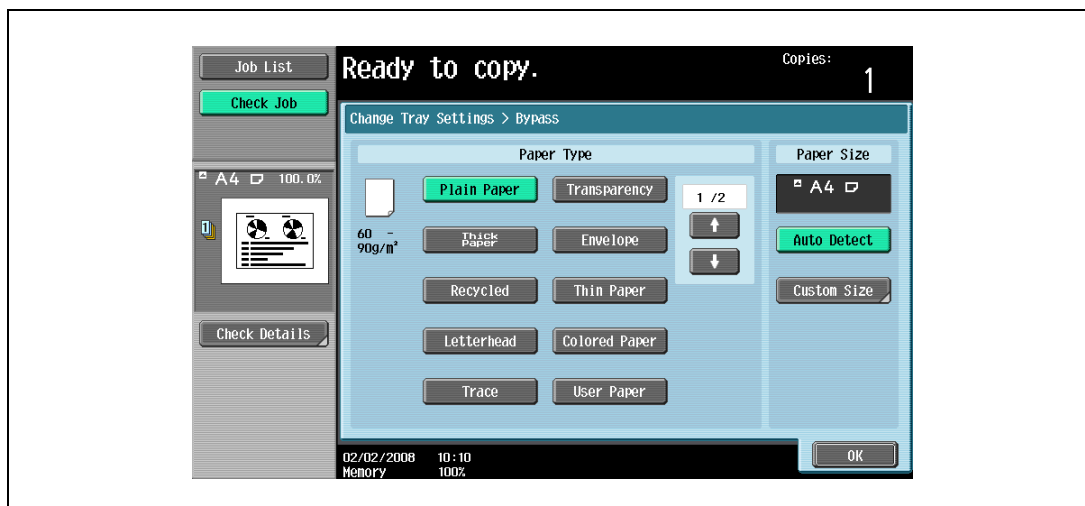 Job List
Check Job
A4 100.0%
1
Check Details
Ready to copy.
Copies:
1
Change Tray Settings > Bypass
Paper Type
60 -
90g/m²
Plain Paper
Transparency
Thick
Paper
Envelope
Recycled
Thin Paper
Letterhead
Colored Paper
Trace
User Paper
1 /2
Paper Size
A4
Auto Detect
Custom Size
02/02/2008 10:10
Memory 100%
OK